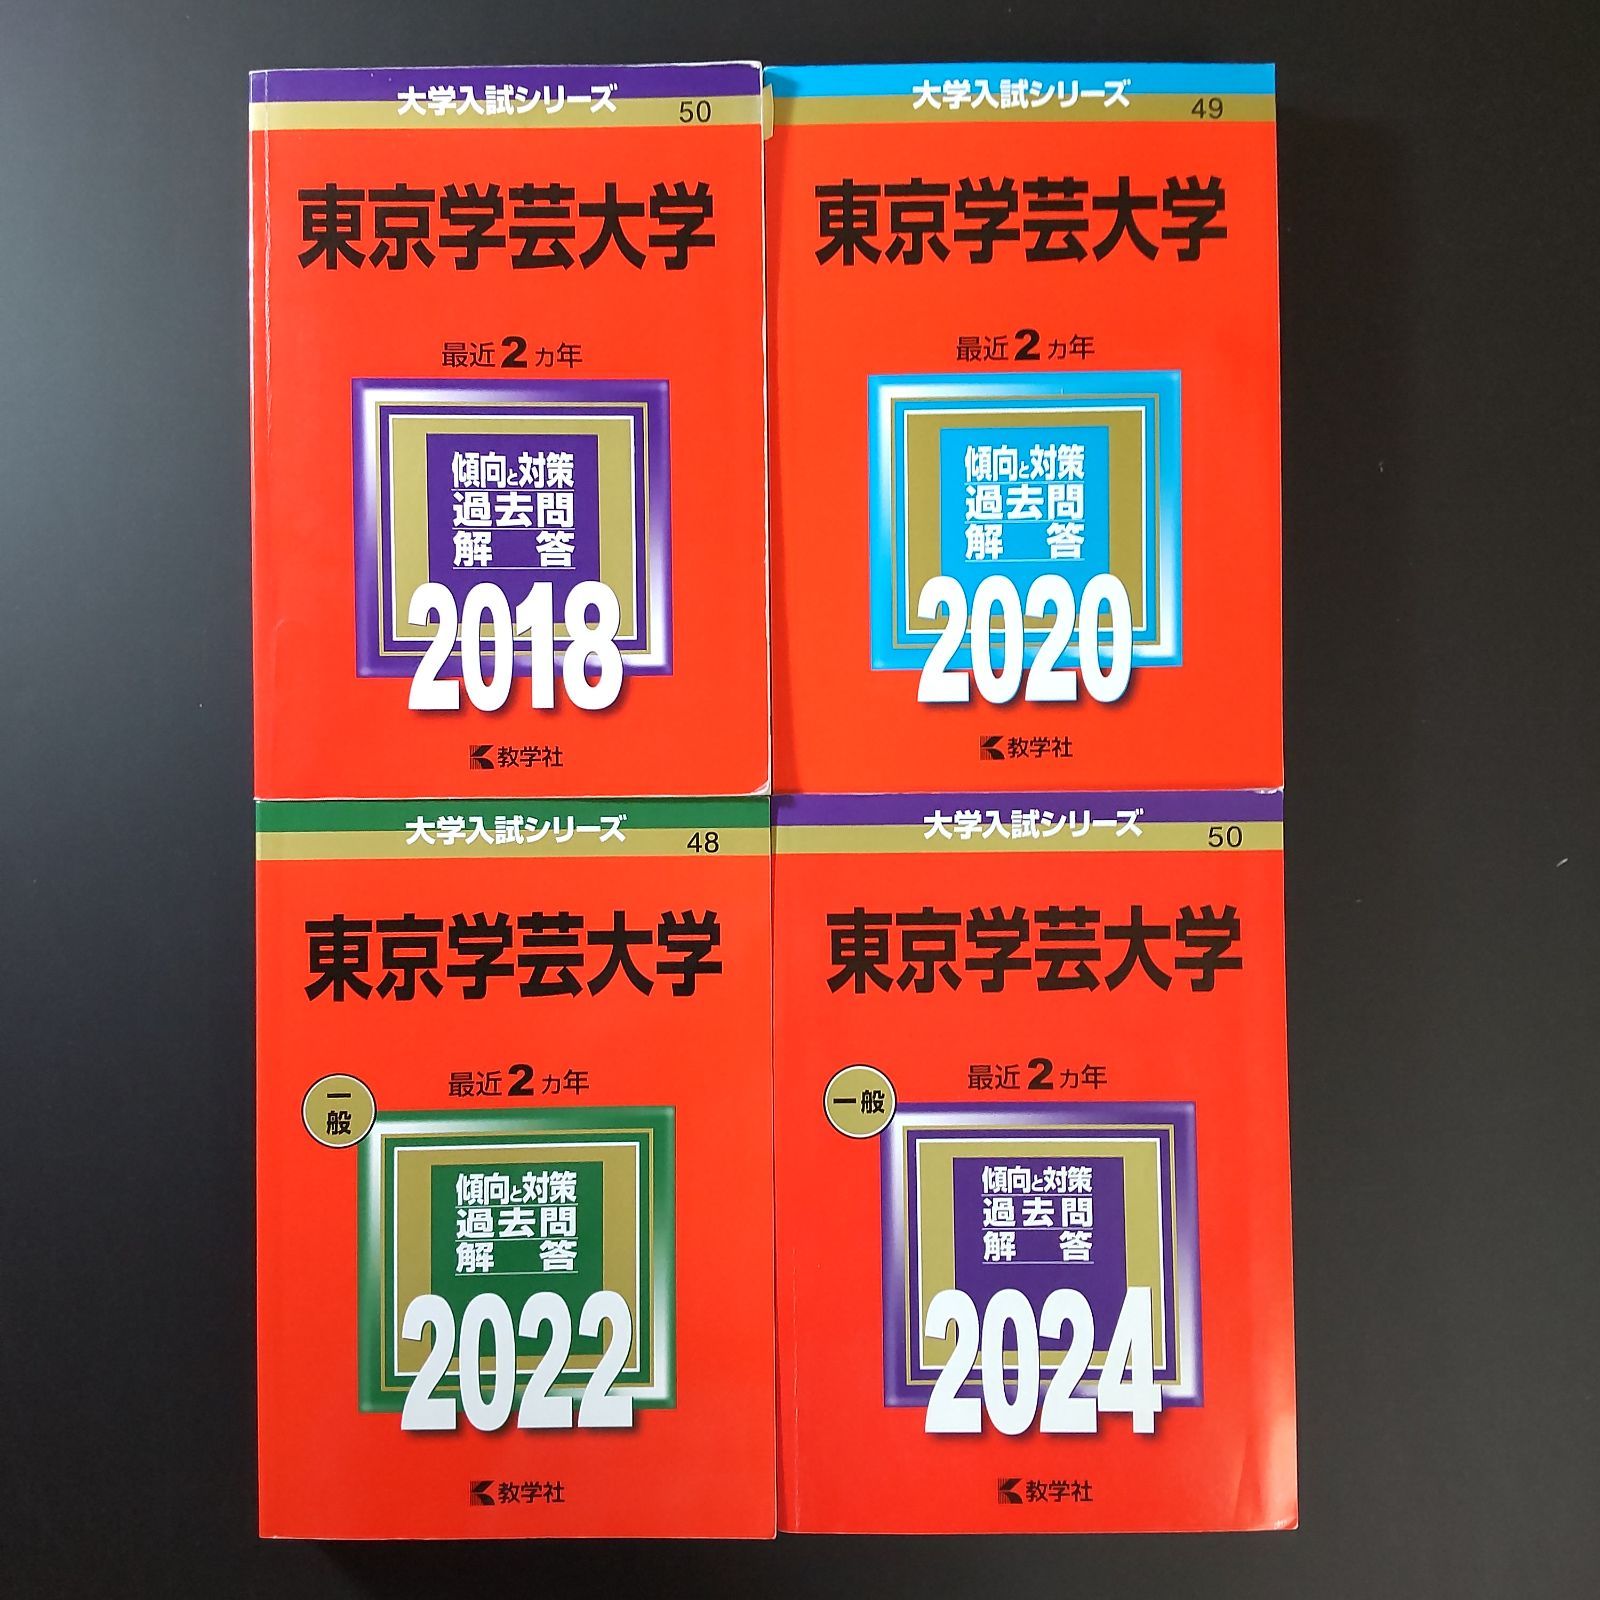 大学入試シリーズ
50
東京学芸大学
最近2カ年
傾向と対策
過去問
解答
2018
教学社
大学入試シリーズ
49
東京学芸大学
最近2カ年
傾向と対策
過去問
解答
2020
教学社
大学入試シリーズ
48
東京学芸大学
最近2カ年
一般
傾向と対策
過去問
解答
2022
教学社
大学入試シリーズ
50
東京学芸大学
最近2カ年
一般
傾向と対策
過去問
解答
2024
教学社